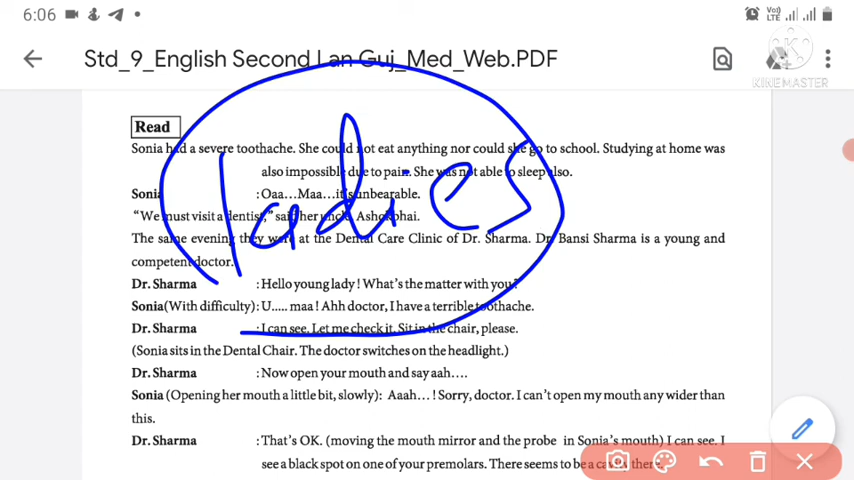 6:06
Vo) LTE
Std_9_English Second Lan Guj_Med_Web.PDF
KINEMASTER
Read
Sonia had a severe toothache. She could not eat anything nor could she go to school. Studying at home was
also impossible due to pain. She was not able to sleep also.
Sonia :Oaa…Maa…it's unbearable.
"We must visit a dentist," said her uncle Ashokbhai.
The same evening they were at the Dental Care Clinic of Dr. Sharma. Dr. Bansi Sharma is a young and
competent doctor.
Dr. Sharma : Hello young lady ! What's the matter with you?
Sonia(With difficulty) : U..... maa ! Ahh doctor, I have a terrible toothache.
Dr. Sharma : I can see. Let me check it. Sit in the chair, please.
(Sonia sits in the Dental Chair. The doctor switches on the headlight.)
Dr. Sharma : Now open your mouth and say aah….
Sonia (Opening her mouth a little bit, slowly) : Aaah… ! Sorry, doctor. I can't open my mouth any wider than
this.
Dr. Sharma : That's OK. (moving the mouth mirror and the probe in Sonia's mouth) I can see. I
see a black spot on one of your premolars. There seems to be a cavity there.
ladies